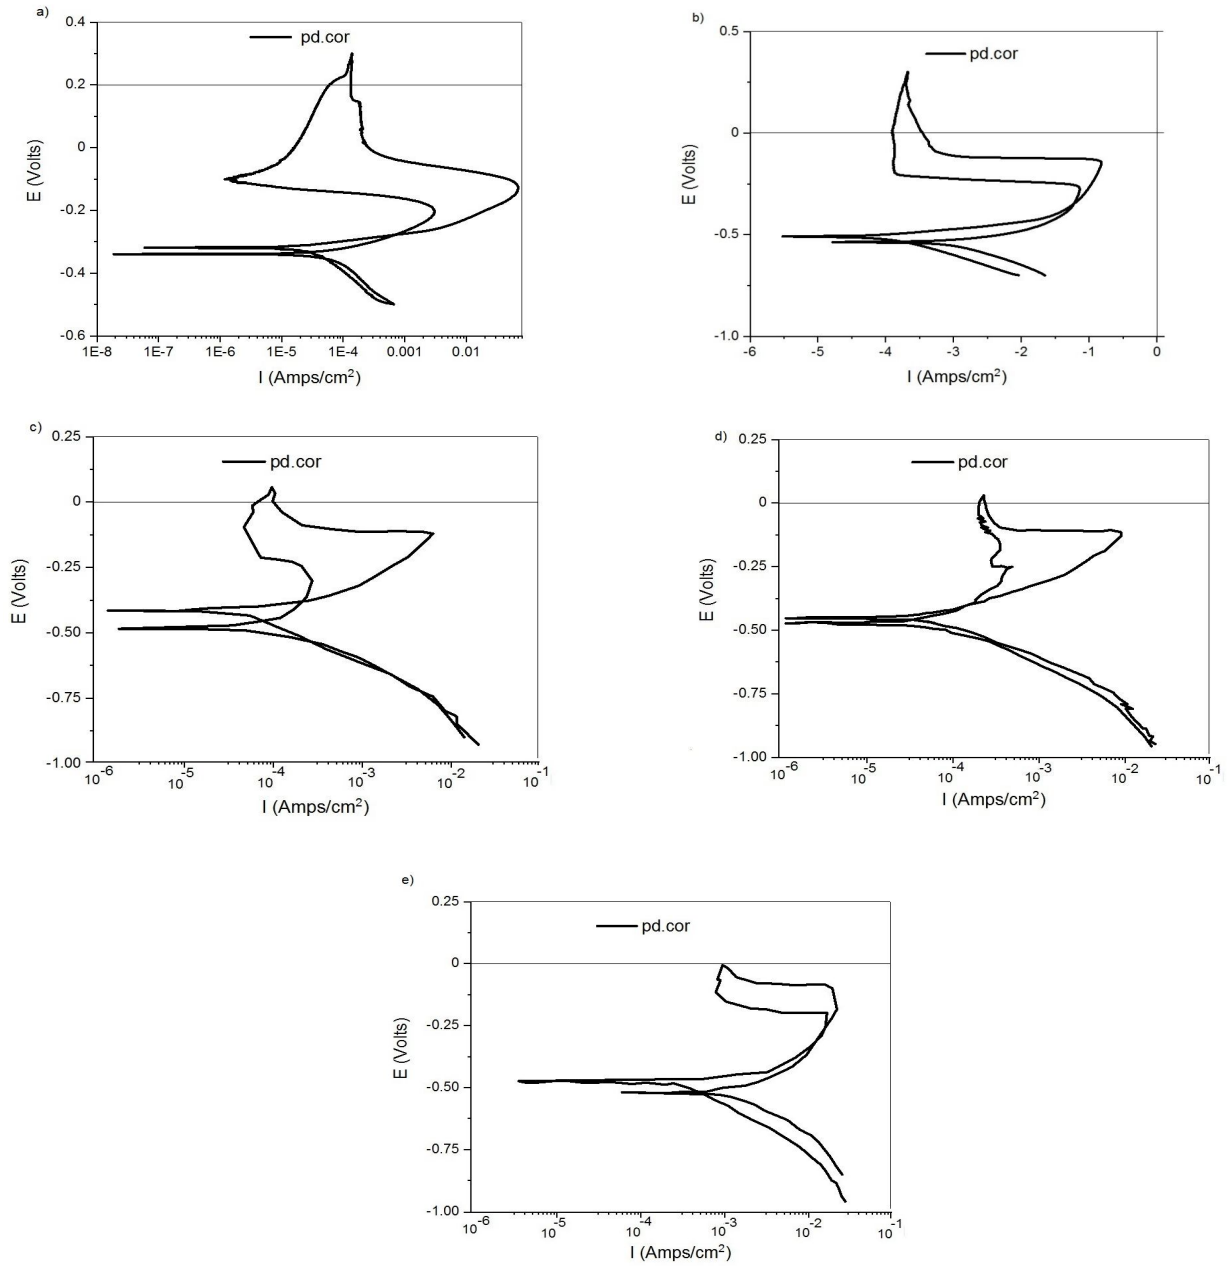 a)
pd.cor
0.4
0.2
0
-0.2
-0.4
-0.6
E (Volts)
1E-8 1E-7 1E-6 1E-5 1E-4 0.001 0.01
I (Amps/cm²)
b)
pd.cor
0.5
0
-0.5
-1.0
E (Volts)
-6 -5 -4 -3 -2 -1 0
I (Amps/cm²)
c)
pd.cor
0.25
0
-0.25
-0.50
-0.75
-1.00
E (Volts)
10⁻⁶ 10⁻⁵ 10⁻⁴ 10⁻³ 10⁻² 10⁻¹
I (Amps/cm²)
d)
pd.cor
0.25
0
-0.25
-0.50
-0.75
-1.00
E (Volts)
10⁻⁶ 10⁻⁵ 10⁻⁴ 10⁻³ 10⁻² 10⁻¹
I (Amps/cm²)
e)
pd.cor
0.25
0
-0.25
-0.50
-0.75
-1.00
E (Volts)
10⁻⁶ 10⁻⁵ 10⁻⁴ 10⁻³ 10⁻² 10⁻¹
I (Amps/cm²)